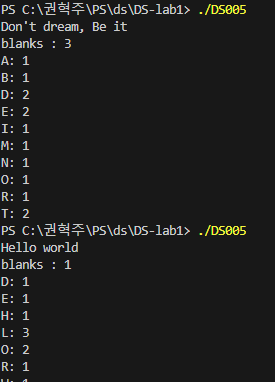 PS C:\권혁주\PS\ds\DS-lab1> ./DS005
Don't dream, Be it
blanks : 3
A: 1
B: 1
D: 2
E: 2
I: 1
M: 1
N: 1
O: 1
R: 1
T: 2
PS C:\권혁주\PS\ds\DS-lab1> ./DS005
Hello world
blanks : 1
D: 1
E: 1
H: 1
L: 3
O: 2
R: 1